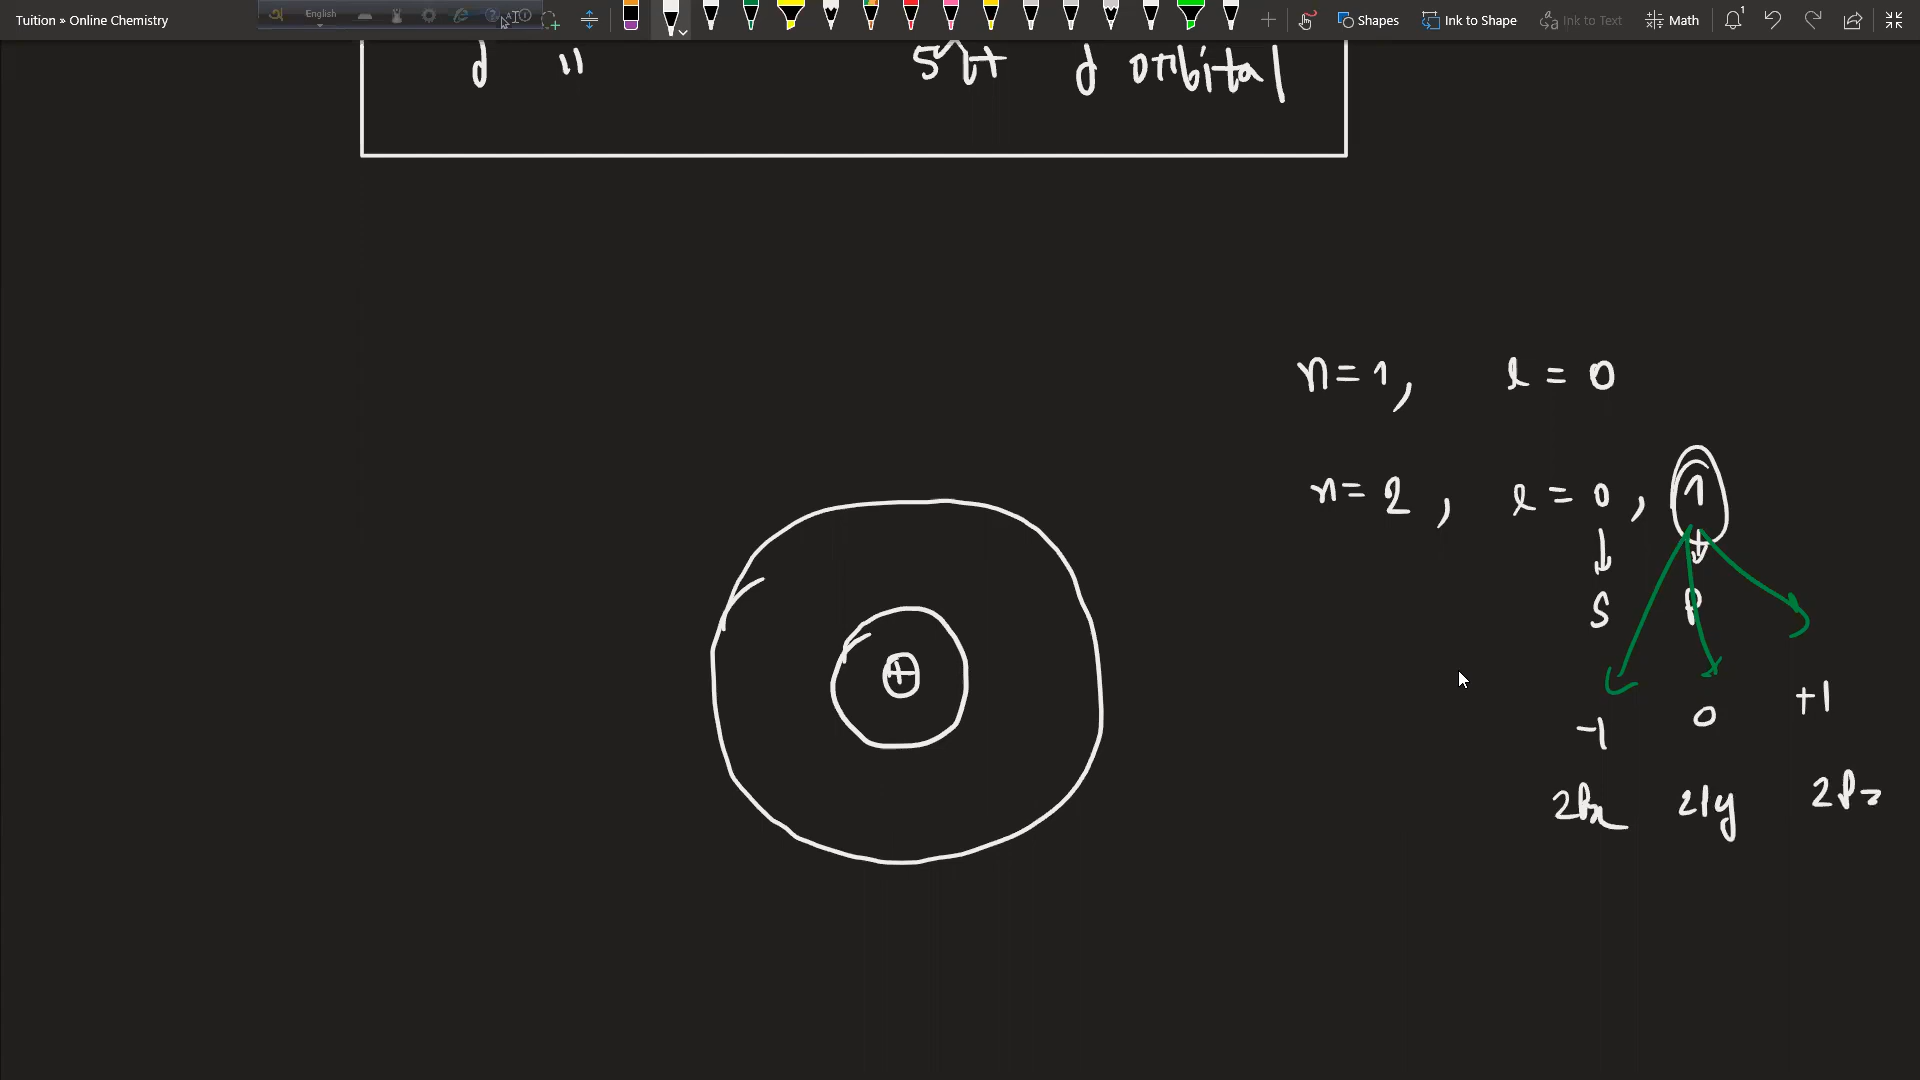 Tuition » Online Chemistry
English
Shapes
Ink to Shape
Ink to Text
Math
1
d " 5 টা d orbital
n = 1, l = 0
n = 2, l = 0, 1
↓ ↓
S P
-1 0 +1
2Px 2Py 2Pz
+